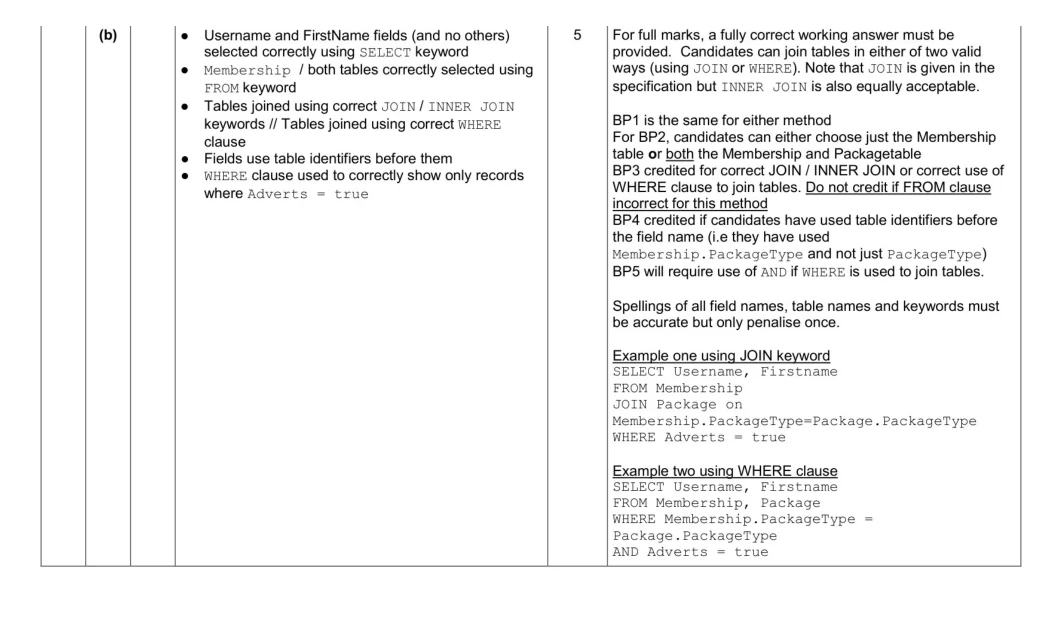 (b)
● Username and FirstName fields (and no others)
selected correctly using SELECT keyword
● Membership / both tables correctly selected using
FROM keyword
● Tables joined using correct JOIN / INNER JOIN
keywords // Tables joined using correct WHERE
clause
● Fields use table identifiers before them
● WHERE clause used to correctly show only records
where Adverts = true
5
For full marks, a fully correct working answer must be
provided. Candidates can join tables in either of two valid
ways (using JOIN or WHERE). Note that JOIN is given in the
specification but INNER JOIN is also equally acceptable.
BP1 is the same for either method
For BP2, candidates can either choose just the Membership
table or both the Membership and Packagetable
BP3 credited for correct JOIN / INNER JOIN or correct use of
WHERE clause to join tables. Do not credit if FROM clause
incorrect for this method
BP4 credited if candidates have used table identifiers before
the field name (i.e they have used
Membership.PackageType and not just PackageType)
BP5 will require use of AND if WHERE is used to join tables.
Spellings of all field names, table names and keywords must
be accurate but only penalise once.
Example one using JOIN keyword
SELECT Username, Firstname
FROM Membership
JOIN Package on
Membership.PackageType=Package.PackageType
WHERE Adverts = true
Example two using WHERE clause
SELECT Username, Firstname
FROM Membership, Package
WHERE Membership.PackageType =
Package.PackageType
AND Adverts = true